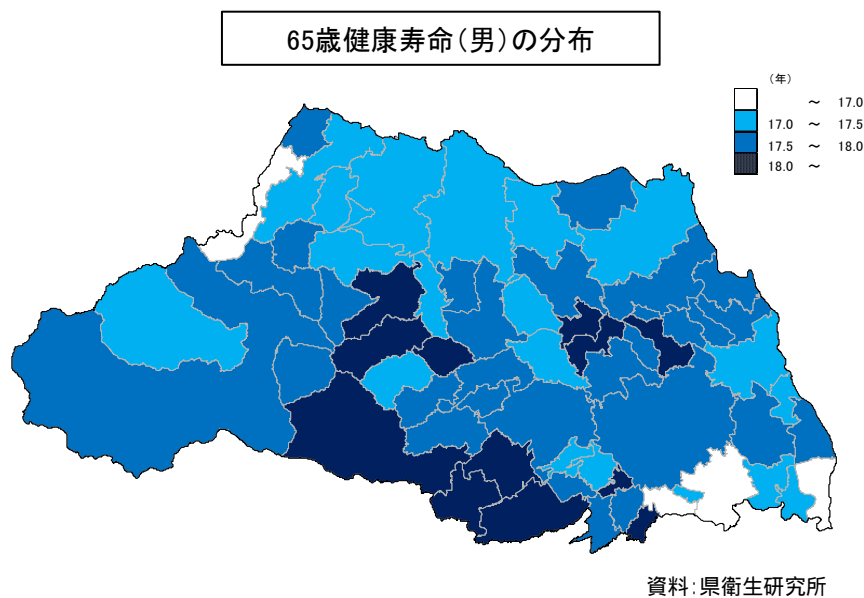 65歳健康寿命(男)の分布
(年)
～ 17.0
17.0 ～ 17.5
17.5 ～ 18.0
18.0 ～
資料:県衛生研究所